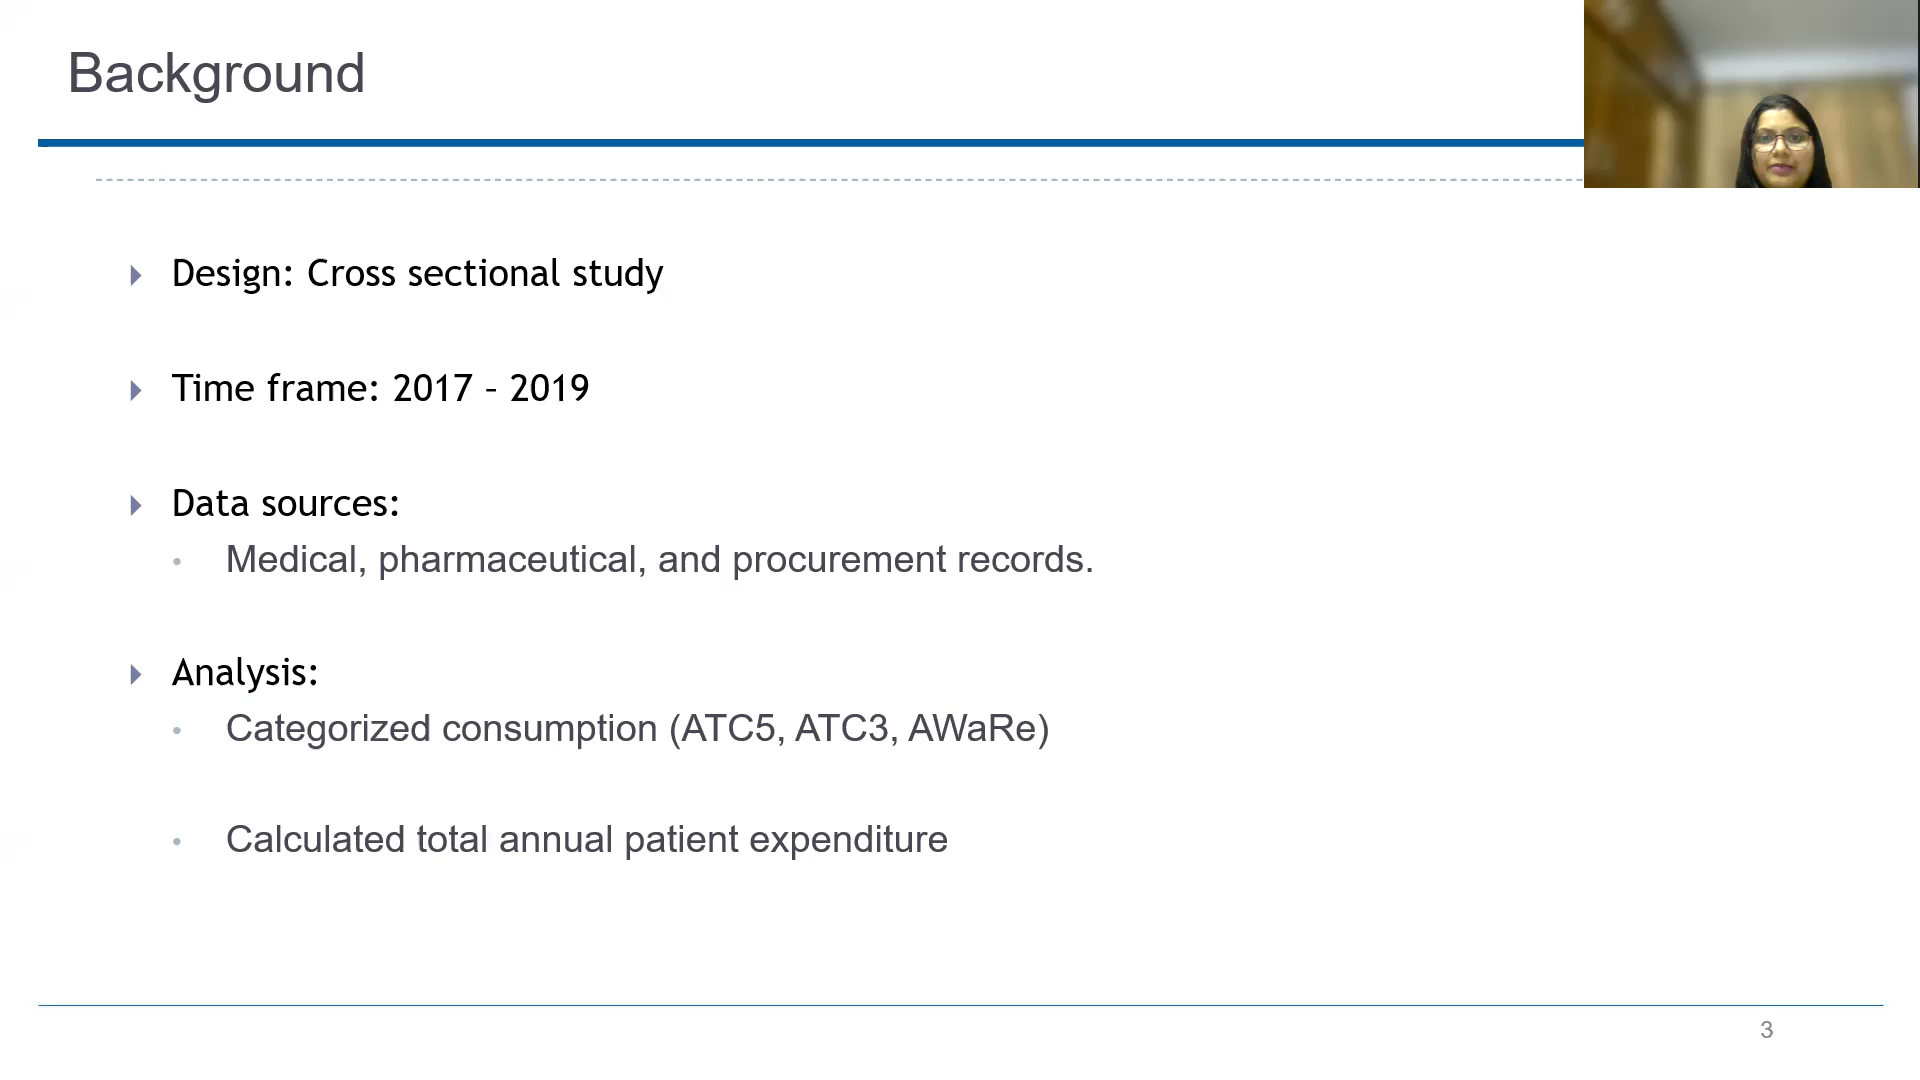 Background
Design: Cross sectional study
Time frame: 2017 – 2019
Data sources:
Medical, pharmaceutical, and procurement records.
Analysis:
Categorized consumption (ATC5, ATC3, AWaRe)
Calculated total annual patient expenditure
3